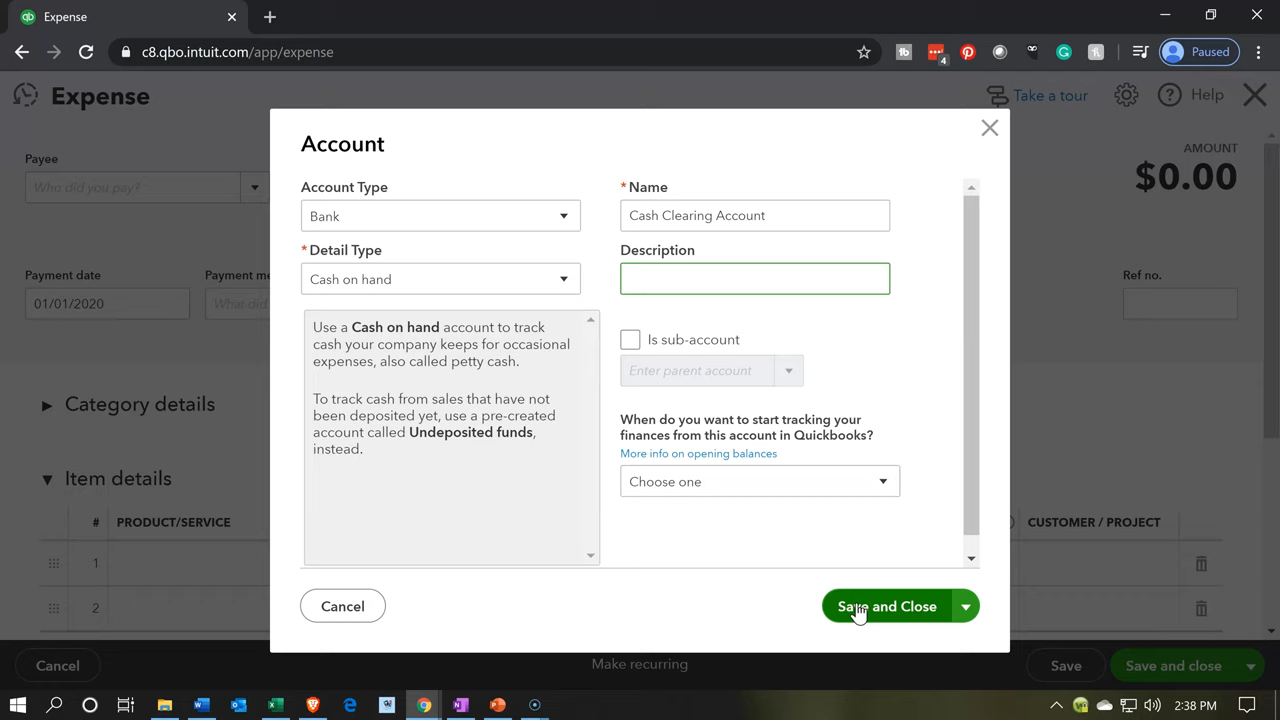 Expense
c8.qbo.intuit.com/app/expense
4
Paused
Expense
Take a tour
Help
Payee
Who did you pay?
AMOUNT
$0.00
Payment date
Payment me
Ref no.
01/01/2020
What did
Category details
Item details
# PRODUCT/SERVICE
CUSTOMER / PROJECT
1
2
Account
Account Type
Bank
* Detail Type
Cash on hand
Use a Cash on hand account to track
cash your company keeps for occasional
expenses, also called petty cash.
To track cash from sales that have not
been deposited yet, use a pre-created
account called Undeposited funds,
instead.
* Name
Cash Clearing Account
Description
Is sub-account
Enter parent account
When do you want to start tracking your
finances from this account in Quickbooks?
More info on opening balances
Choose one
Cancel
Save and Close
Cancel
Make recurring
Save
Save and close
2:38 PM